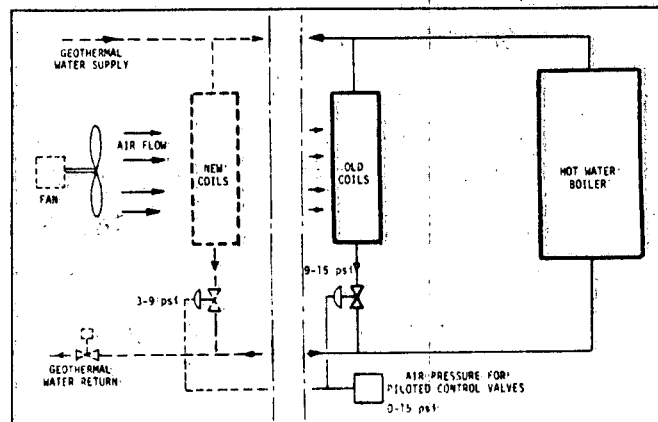 GEOTHERMAL
WATER SUPPLY
AIR FLOW
FAN
NEW
COILS
OLD
COILS
HOT WATER
BOILER
3-9 psi
9-15 psi
GEOTHERMAL
WATER RETURN
AIR PRESSURE FOR
PILOTED CONTROL VALVES
0-15 psi